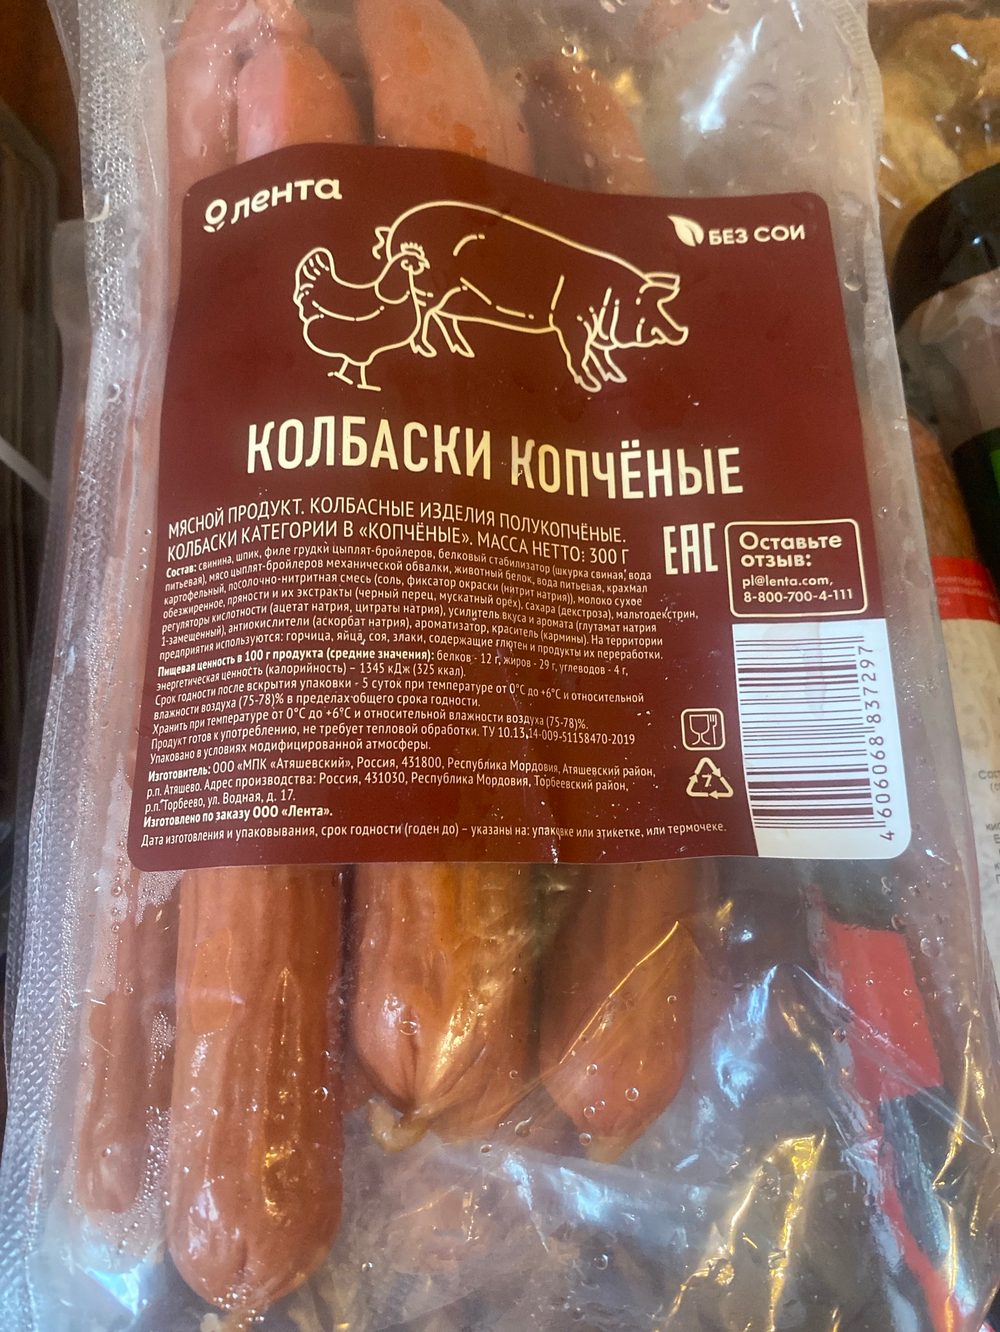 лента
БЕЗ СОИ
КОЛБАСКИ КОПЧЁНЫЕ
МЯСНОЙ ПРОДУКТ. КОЛБАСНЫЕ ИЗДЕЛИЯ ПОЛУКОПЧЁНЫЕ.
КОЛБАСКИ КАТЕГОРИИ В «КОПЧЁНЫЕ». МАССА НЕТТО: 300 Г
Состав: свинина, шпик, филе грудки цыплят-бройлеров, белковый стабилизатор (шкурка свиная, вода
питьевая), мясо цыплят-бройлеров механической обвалки, животный белок, вода питьевая, крахмал
картофельный, посолочно-нитритная смесь (соль, фиксатор окраски (нитрит натрия)), молоко сухое
обезжиренное, пряности и их экстракты (черный перец, мускатный орех), сахара (декстроза), мальтодекстрин,
регуляторы кислотности (ацетат натрия, цитраты натрия), усилитель вкуса и аромата (глутамат натрия
1-замещенный), антиокислители (аскорбат натрия), ароматизатор, краситель (кармины). На территории
предприятия используются: горчица, яйца, соя, злаки, содержащие глютен и продукты их переработки.
Пищевая ценность в 100 г продукта (средние значения): белков - 12 г, жиров - 29 г, углеводов - 4 г,
энергетическая ценность (калорийность) – 1345 кДж (325 ккал).
Срок годности после вскрытия упаковки - 5 суток при температуре от 0°С до +6°С и относительной
влажности воздуха (75-78)% в пределах общего срока годности.
Хранить при температуре от 0°С до +6°С и относительной влажности воздуха (75-78)%.
Продукт готов к употреблению, не требует тепловой обработки. ТУ 10.13.14-009-51158470-2019
Упаковано в условиях модифицированной атмосферы.
Изготовитель: ООО «МПК «Атяшевский», Россия, 431800, Республика Мордовия, Атяшевский район,
р.п. Атяшево. Адрес производства: Россия, 431030, Республика Мордовия, Торбеевский район,
р.п. Торбеево, ул. Водная, д. 17.
Изготовлено по заказу ООО «Лента».
Дата изготовления и упаковывания, срок годности (годен до) – указаны на: упаковке или этикетке, или термочеке.
ЕАС
Оставьте
отзыв:
pl@lenta.com,
8-800-700-4-111
7
4 606068 837297